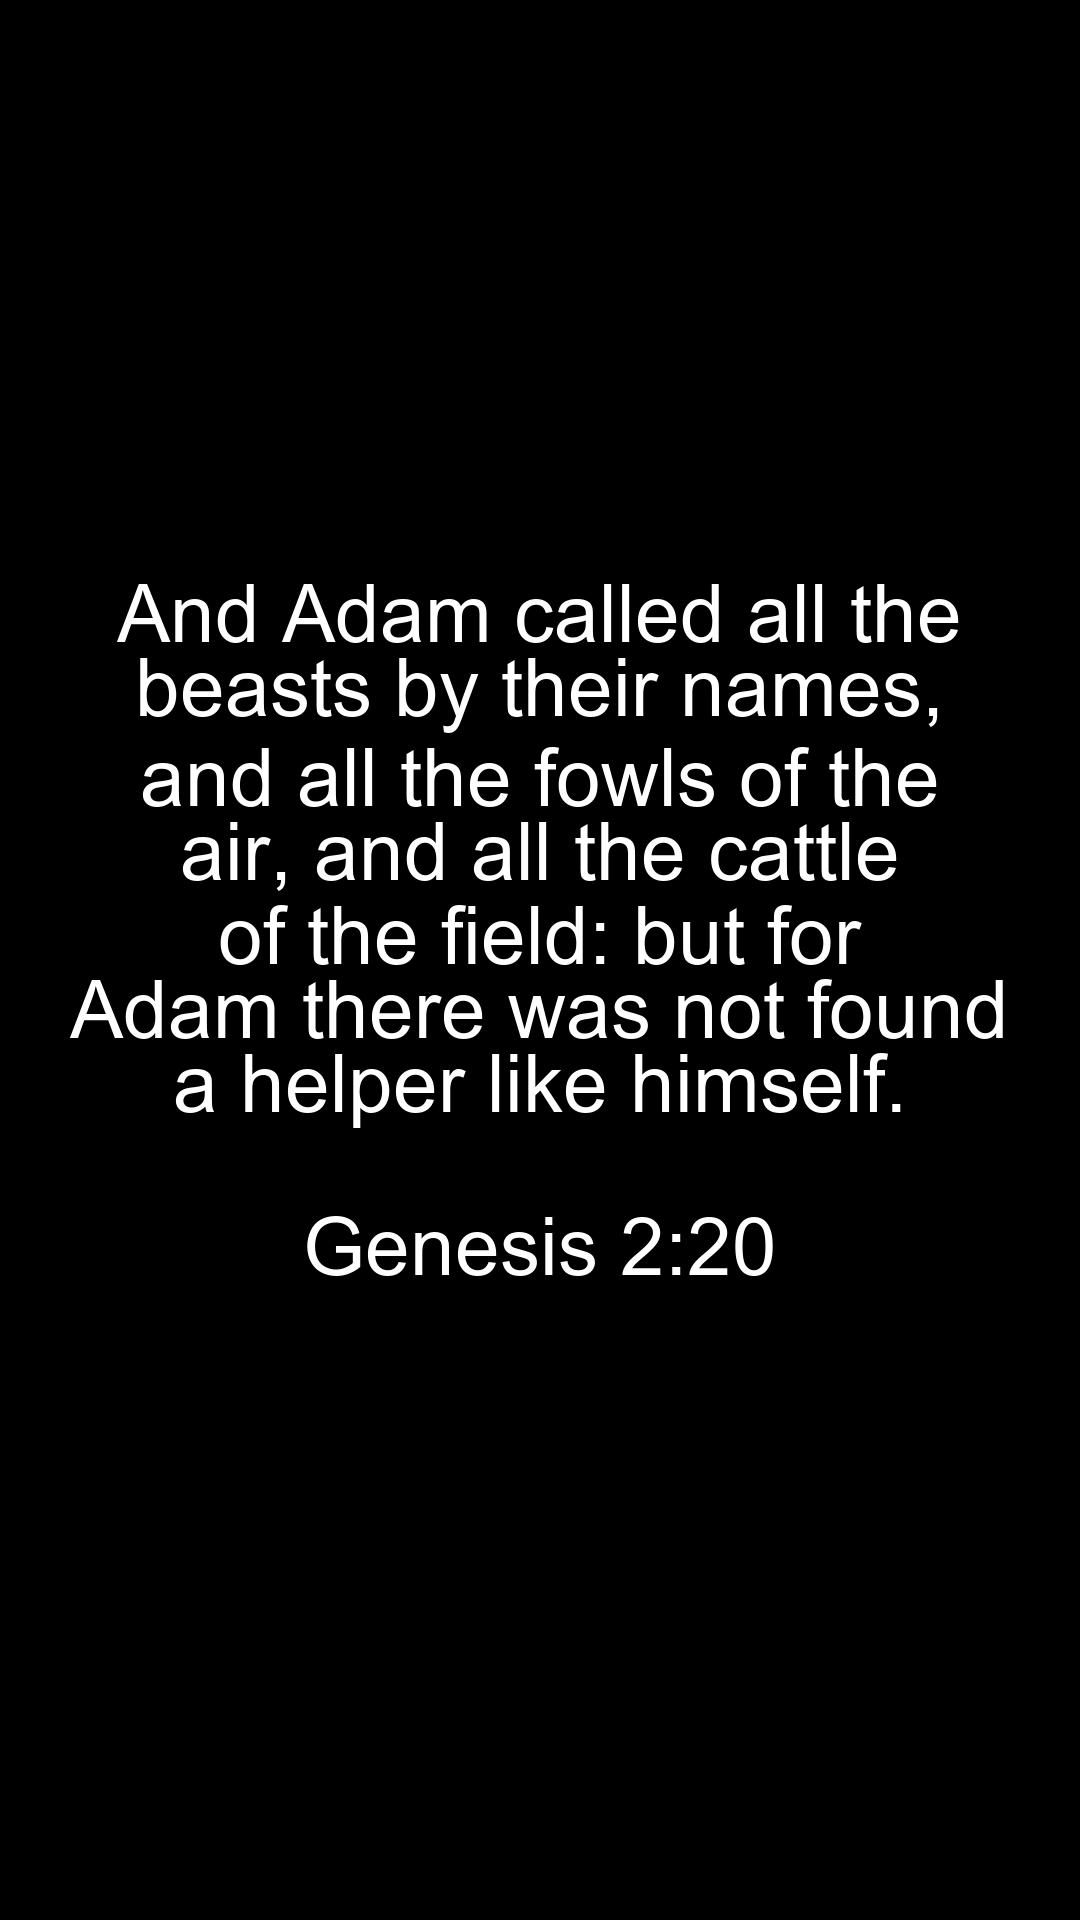 And Adam called all the
beasts by their names,
and all the fowls of the
air, and all the cattle
of the field: but for
Adam there was not found
a helper like himself.
Genesis 2:20